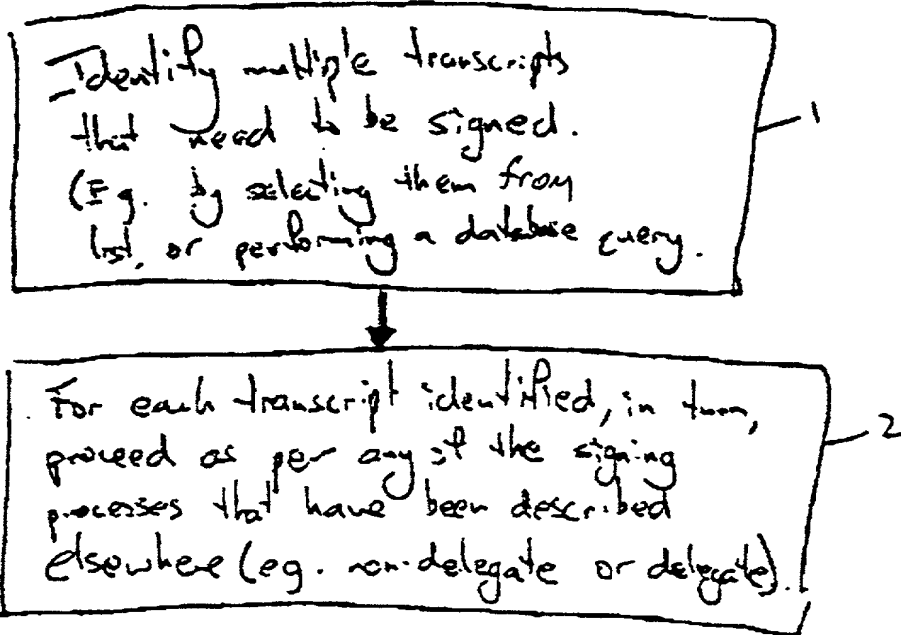 Identify multiple transcripts
that need to be signed.
(Eg. by selecting them from
list, or performing a database query.
1
For each transcript identified, in turn,
proceed as per any of the signing
processes that have been described
elsewhere (eg. non-delegate or delegate).
2